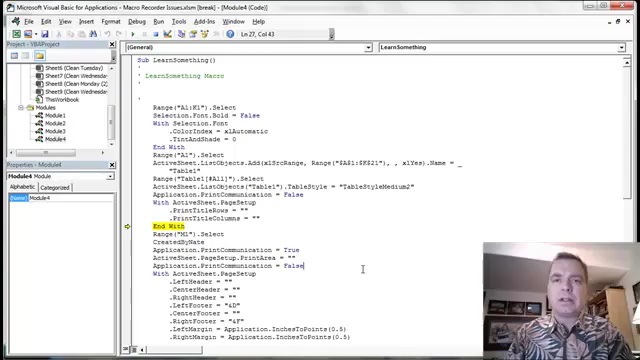 Microsoft Visual Basic for Applications - Macro Recorder Issues.xlsm [break] - [Module4 (Code)]
File Edit View Insert Format Debug Run Tools Add-Ins Window Help
Ln 27, Col 43
Project - VBAProject
Sheet6 (Clean Tuesday)
Sheet7 (Clean Wednesday
Sheet8 (Clean Monday (2)
Sheet9 (Clean Wednesday
ThisWorkbook
Modules
Module1
Module2
Module3
Module4
Properties - Module4
Module4 Module
Alphabetic Categorized
(Name) Module4
(General)
LearnSomething
Sub LearnSomething()
'
' LearnSomething Macro
'
'
Range("A1:K1").Select
Selection.Font.Bold = False
With Selection.Font
.ColorIndex = xlAutomatic
.TintAndShade = 0
End With
Range("A1").Select
ActiveSheet.ListObjects.Add(xlSrcRange, Range("$A$1:$K$21"), , xlYes).Name = _
"Table1"
Range("Table1[#All]").Select
ActiveSheet.ListObjects("Table1").TableStyle = "TableStyleMedium2"
Application.PrintCommunication = False
With ActiveSheet.PageSetup
.PrintTitleRows = ""
.PrintTitleColumns = ""
End With
Range("M1").Select
CreatedByNate
Application.PrintCommunication = True
ActiveSheet.PageSetup.PrintArea = ""
Application.PrintCommunication = False
With ActiveSheet.PageSetup
.LeftHeader = ""
.CenterHeader = ""
.RightHeader = ""
.LeftFooter = "&D"
.CenterFooter = ""
.RightFooter = "&F"
.LeftMargin = Application.InchesToPoints(0.5)
.RightMargin = Application.InchesToPoints(0.5)